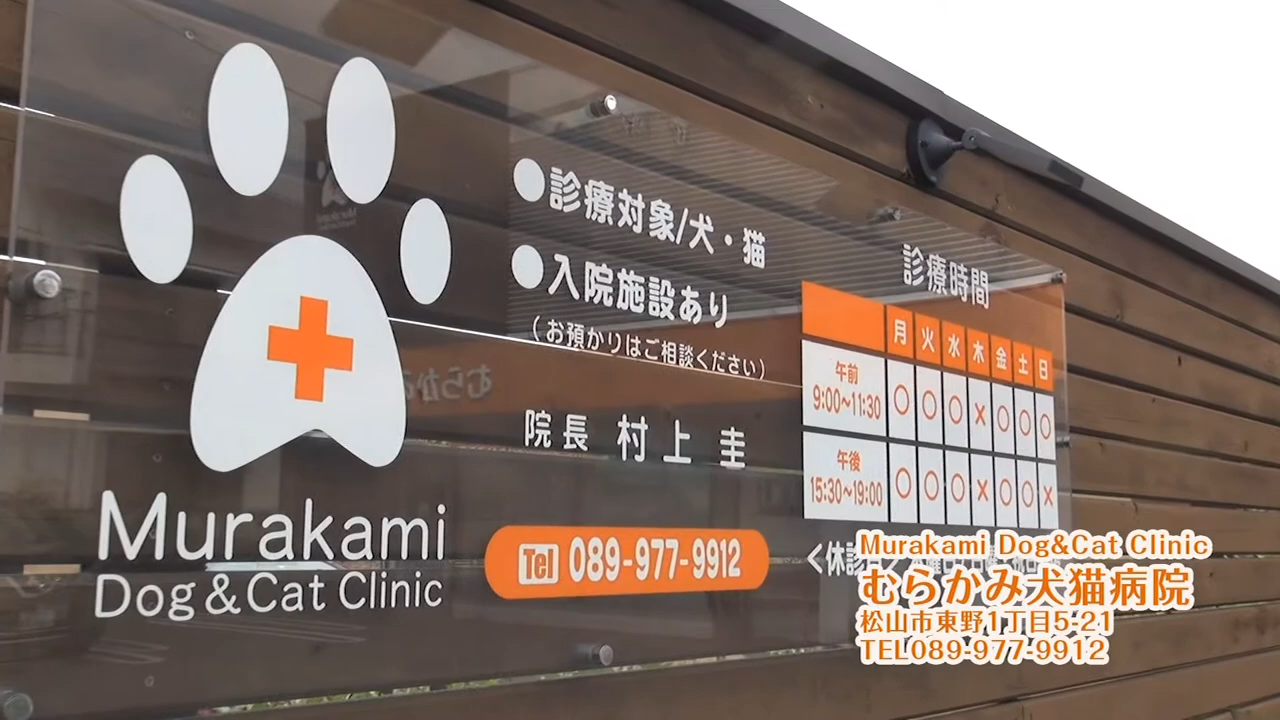 ●診療対象/犬・猫
●入院施設あり
（お預かりはご相談ください）
院長 村上 圭
Tel 089-977-9912
Murakami
Dog & Cat Clinic
診療時間
月 火 水 木 金 土 日
午前
9:00〜11:30 ○ ○ ○ × ○ ○ ○
午後
15:30〜19:00 ○ ○ ○ × ○ ○ ×
Murakami Dog&Cat Clinic
むらかみ犬猫病院
松山市東野1丁目5-21
TEL089-977-9912